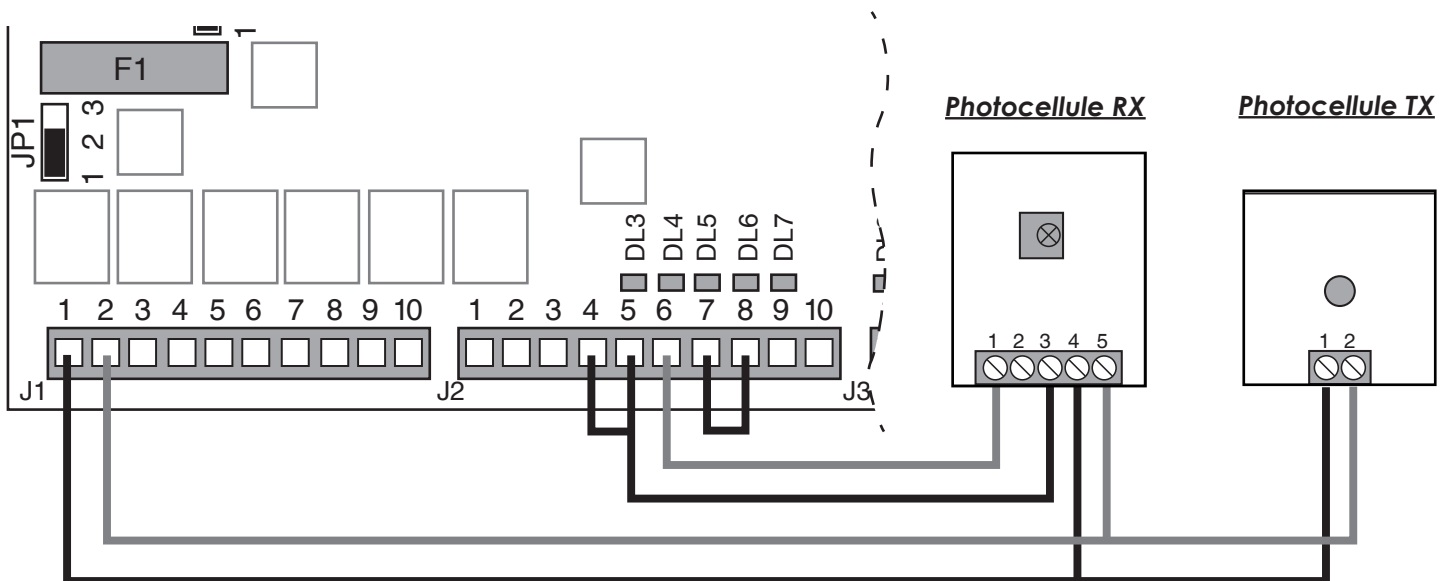 1
F1
JP1
1 2 3
Photocellule RX
Photocellule TX
DL3
DL4
DL5
DL6
DL7
1 2 3 4 5 6 7 8 9 10
1 2 3 4 5 6 7 8 9 10
1 2 3 4 5
1 2
J1
J2
J3